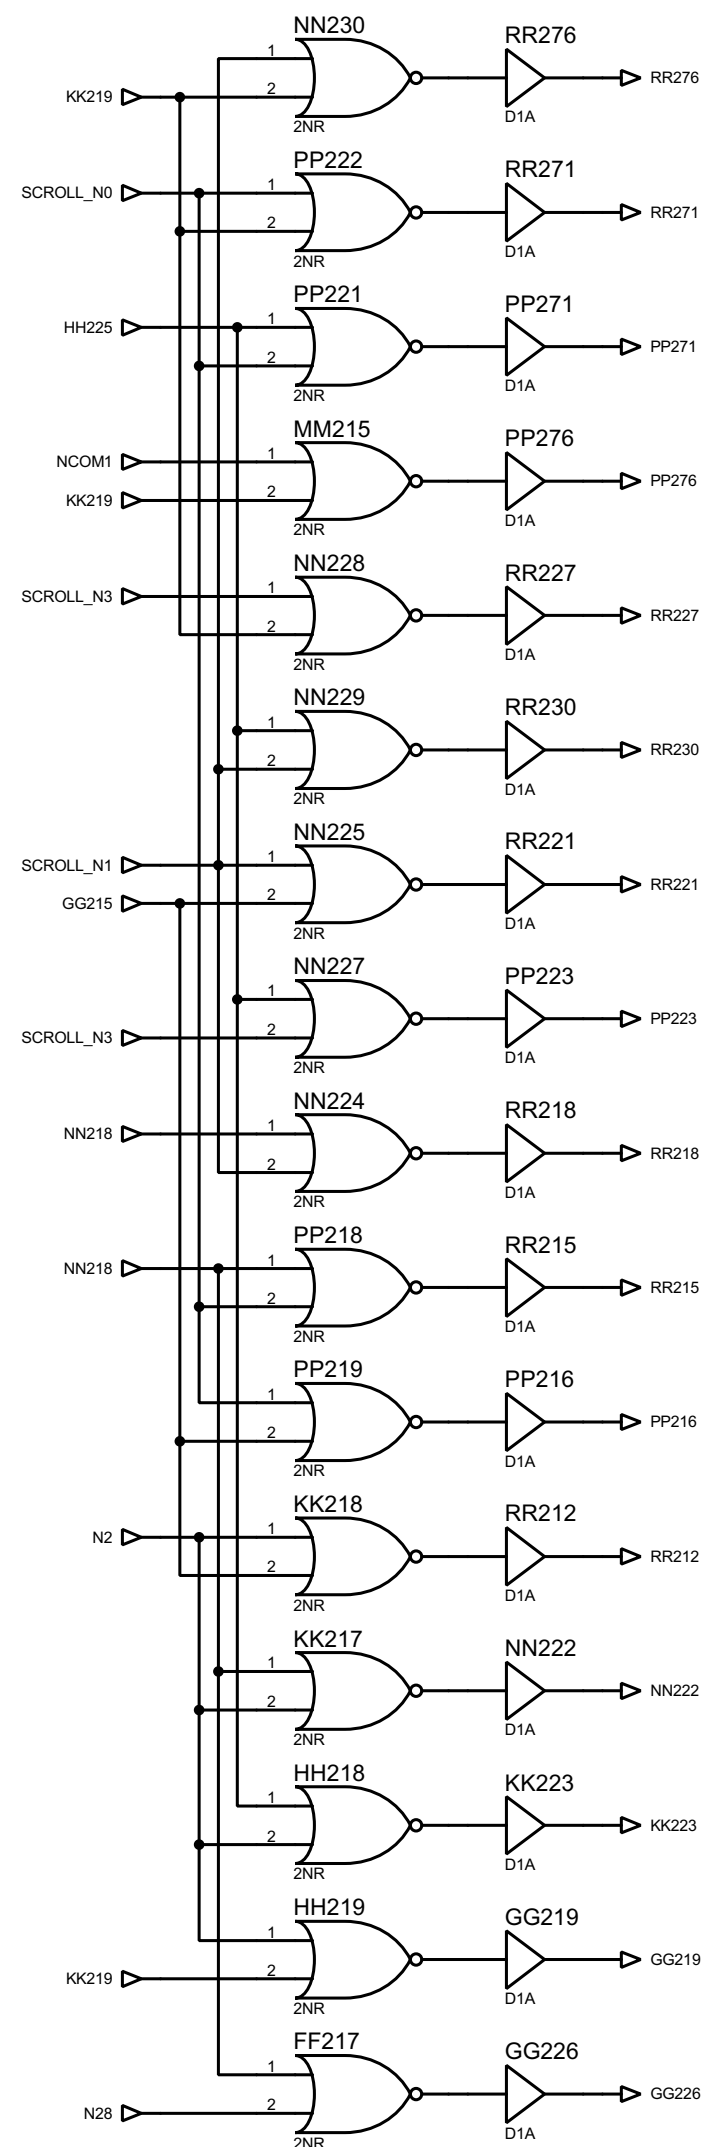 NN230
RR276
1
KK219
2
RR276
2NR
D1A
PP222
RR271
SCROLL_N0
1
2
RR271
2NR
D1A
PP221
PP271
HH225
1
2
PP271
2NR
D1A
MM215
PP276
NCOM1
1
KK219
2
PP276
2NR
D1A
NN228
RR227
SCROLL_N3
1
2
RR227
2NR
D1A
NN229
RR230
1
2
RR230
2NR
D1A
NN225
RR221
SCROLL_N1
1
GG215
2
RR221
2NR
D1A
NN227
PP223
1
SCROLL_N3
2
PP223
2NR
D1A
NN224
RR218
NN218
1
2
RR218
2NR
D1A
PP218
RR215
NN218
1
2
RR215
2NR
D1A
PP219
PP216
1
2
PP216
2NR
D1A
KK218
RR212
N2
1
2
RR212
2NR
D1A
KK217
NN222
1
2
NN222
2NR
D1A
HH218
KK223
1
2
KK223
2NR
D1A
HH219
GG219
1
KK219
2
GG219
2NR
D1A
FF217
GG226
1
N28
2
GG226
2NR
D1A